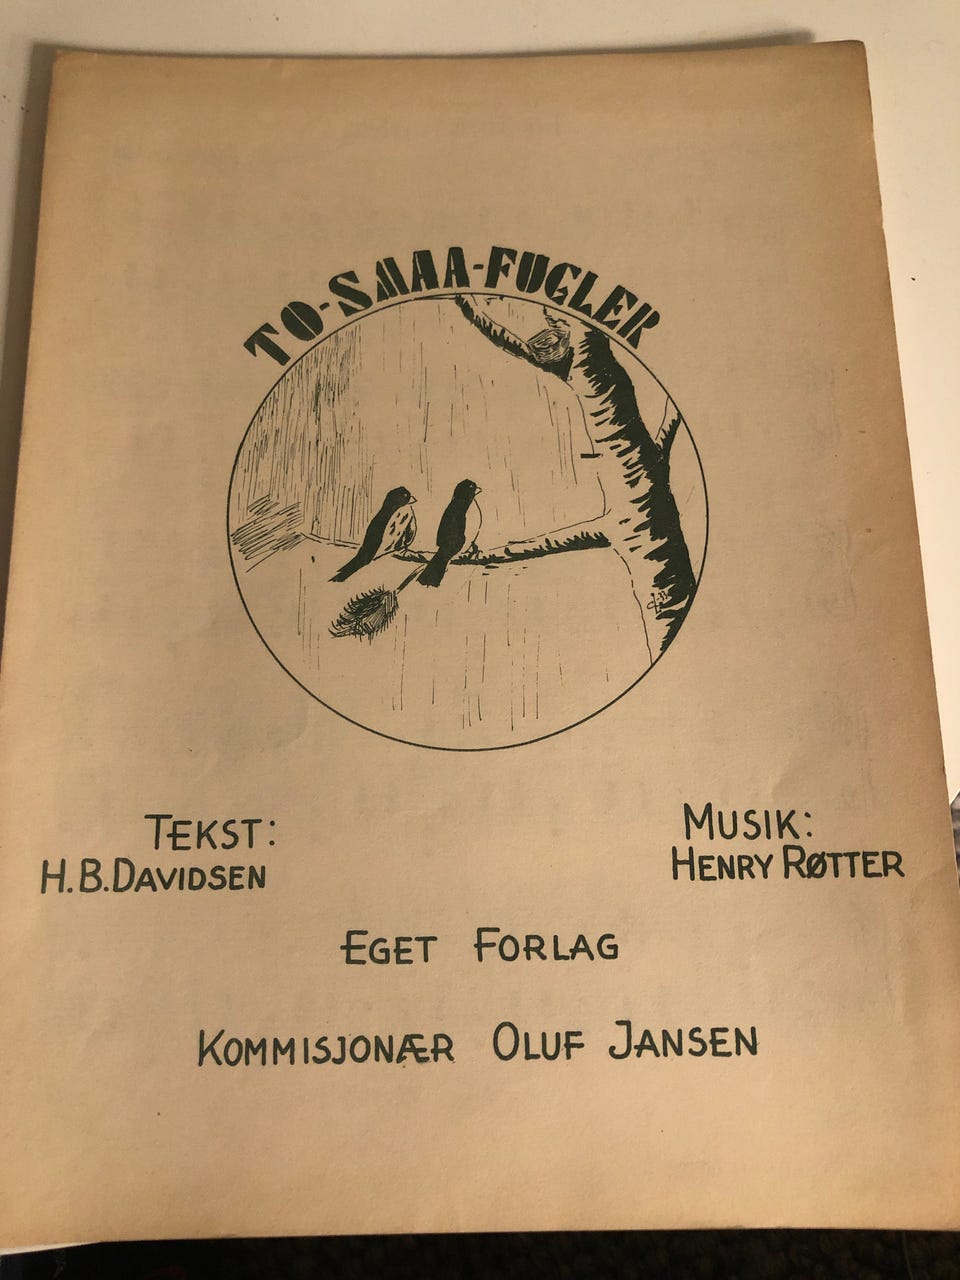 TO-SMAA-FUGLER
TEKST:
H.B.DAVIDSEN
MUSIK:
HENRY RØTTER
EGET FORLAG
KOMMISJONÆR OLUF JANSEN